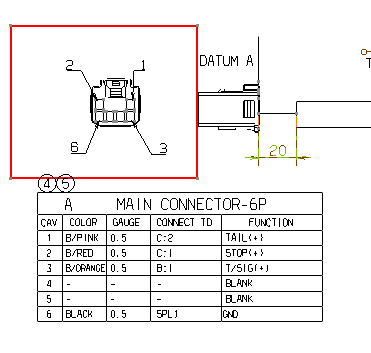 2 1
DATUM A
T
6 3
20
4 5
A MAIN CONNECTOR-6P
CAV COLOR GAUGE CONNECT TO FUNCTION
1 B/PINK 0.5 C:2 TAIL(+)
2 B/RED 0.5 C:1 STOP(+)
3 B/ORANGE 0.5 B:1 T/SIG(+)
4 - - - BLANK
5 - - - BLANK
6 BLACK 0.5 SPL1 GND